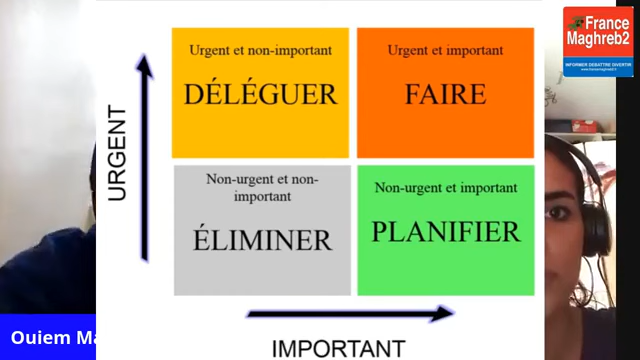 France
Maghreb2
INFORMER DÉBATTRE DIVERTIR
Urgent et non-important
DÉLÉGUER
Urgent et important
FAIRE
Non-urgent et non-
important
ÉLIMINER
Non-urgent et important
PLANIFIER
URGENT
IMPORTANT
Ouiem Ma